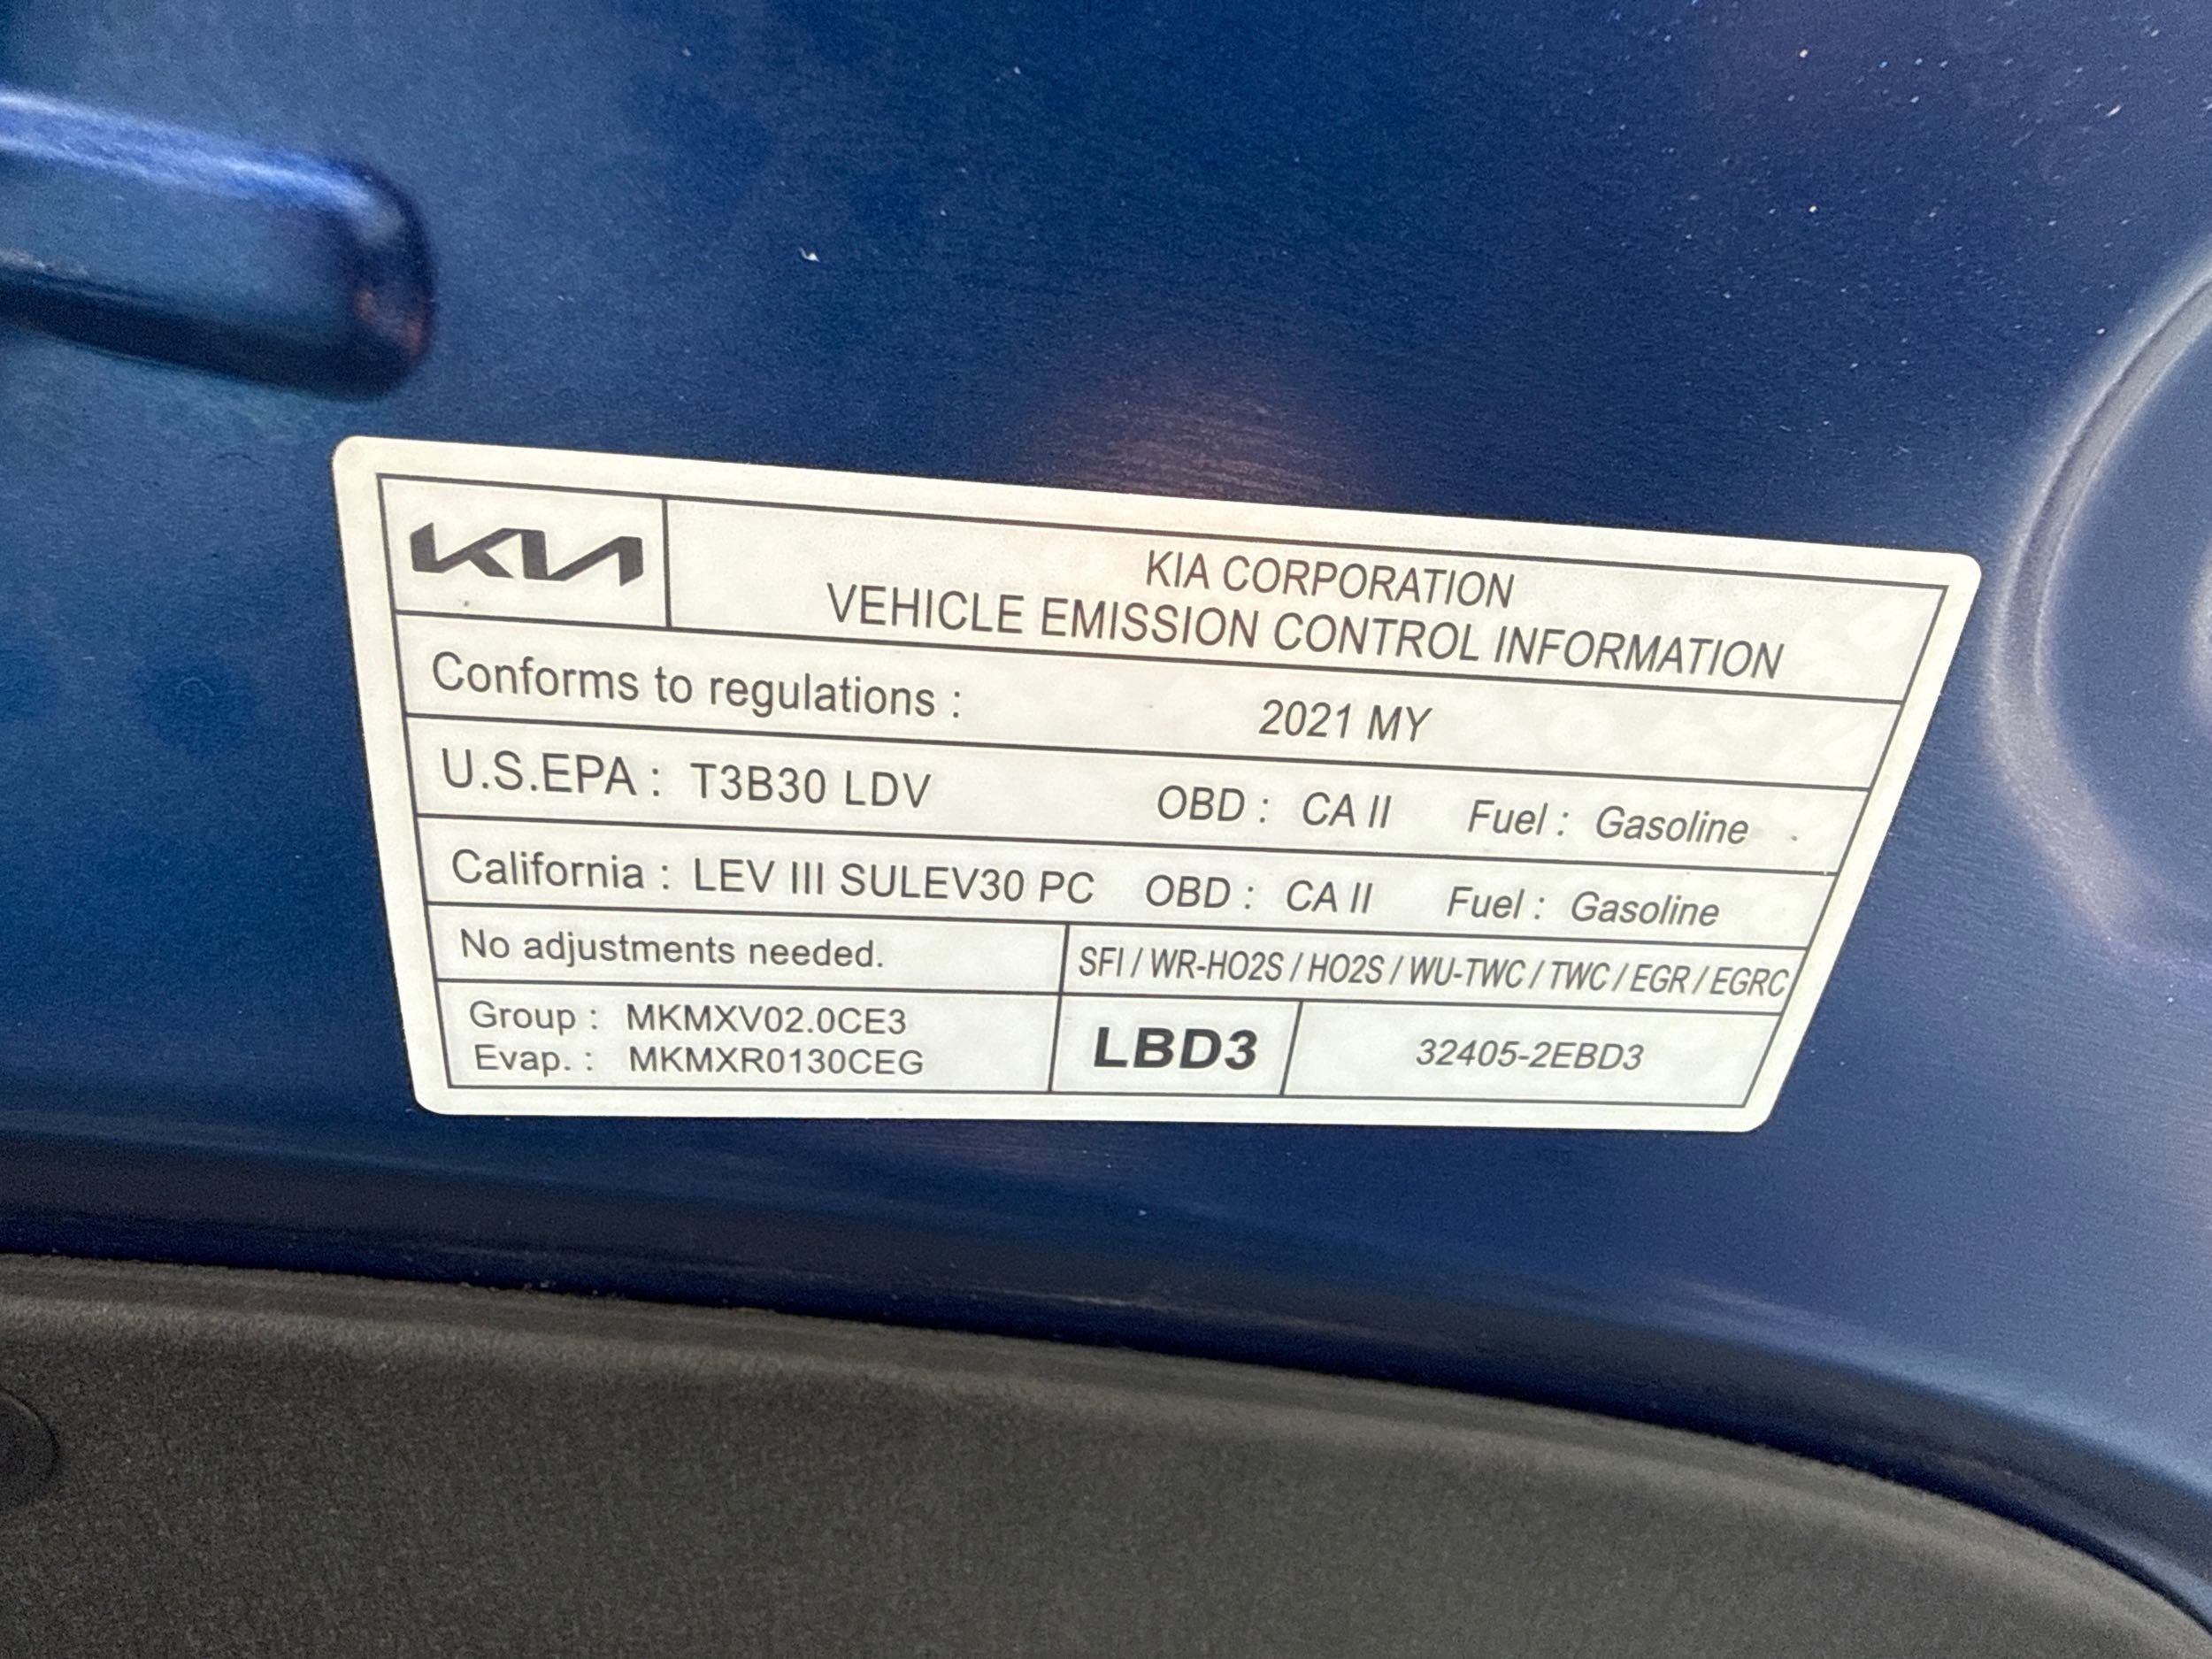 KIA
KIA CORPORATION
VEHICLE EMISSION CONTROL INFORMATION
Conforms to regulations : 2021 MY
U.S.EPA : T3B30 LDV OBD : CA II Fuel : Gasoline
California : LEV III SULEV30 PC OBD : CA II Fuel : Gasoline
No adjustments needed. SFI / WR-HO2S / HO2S / WU-TWC / TWC / EGR / EGRC
Group : MKMXV02.0CE3
Evap. : MKMXR0130CEG
LBD3 32405-2EBD3